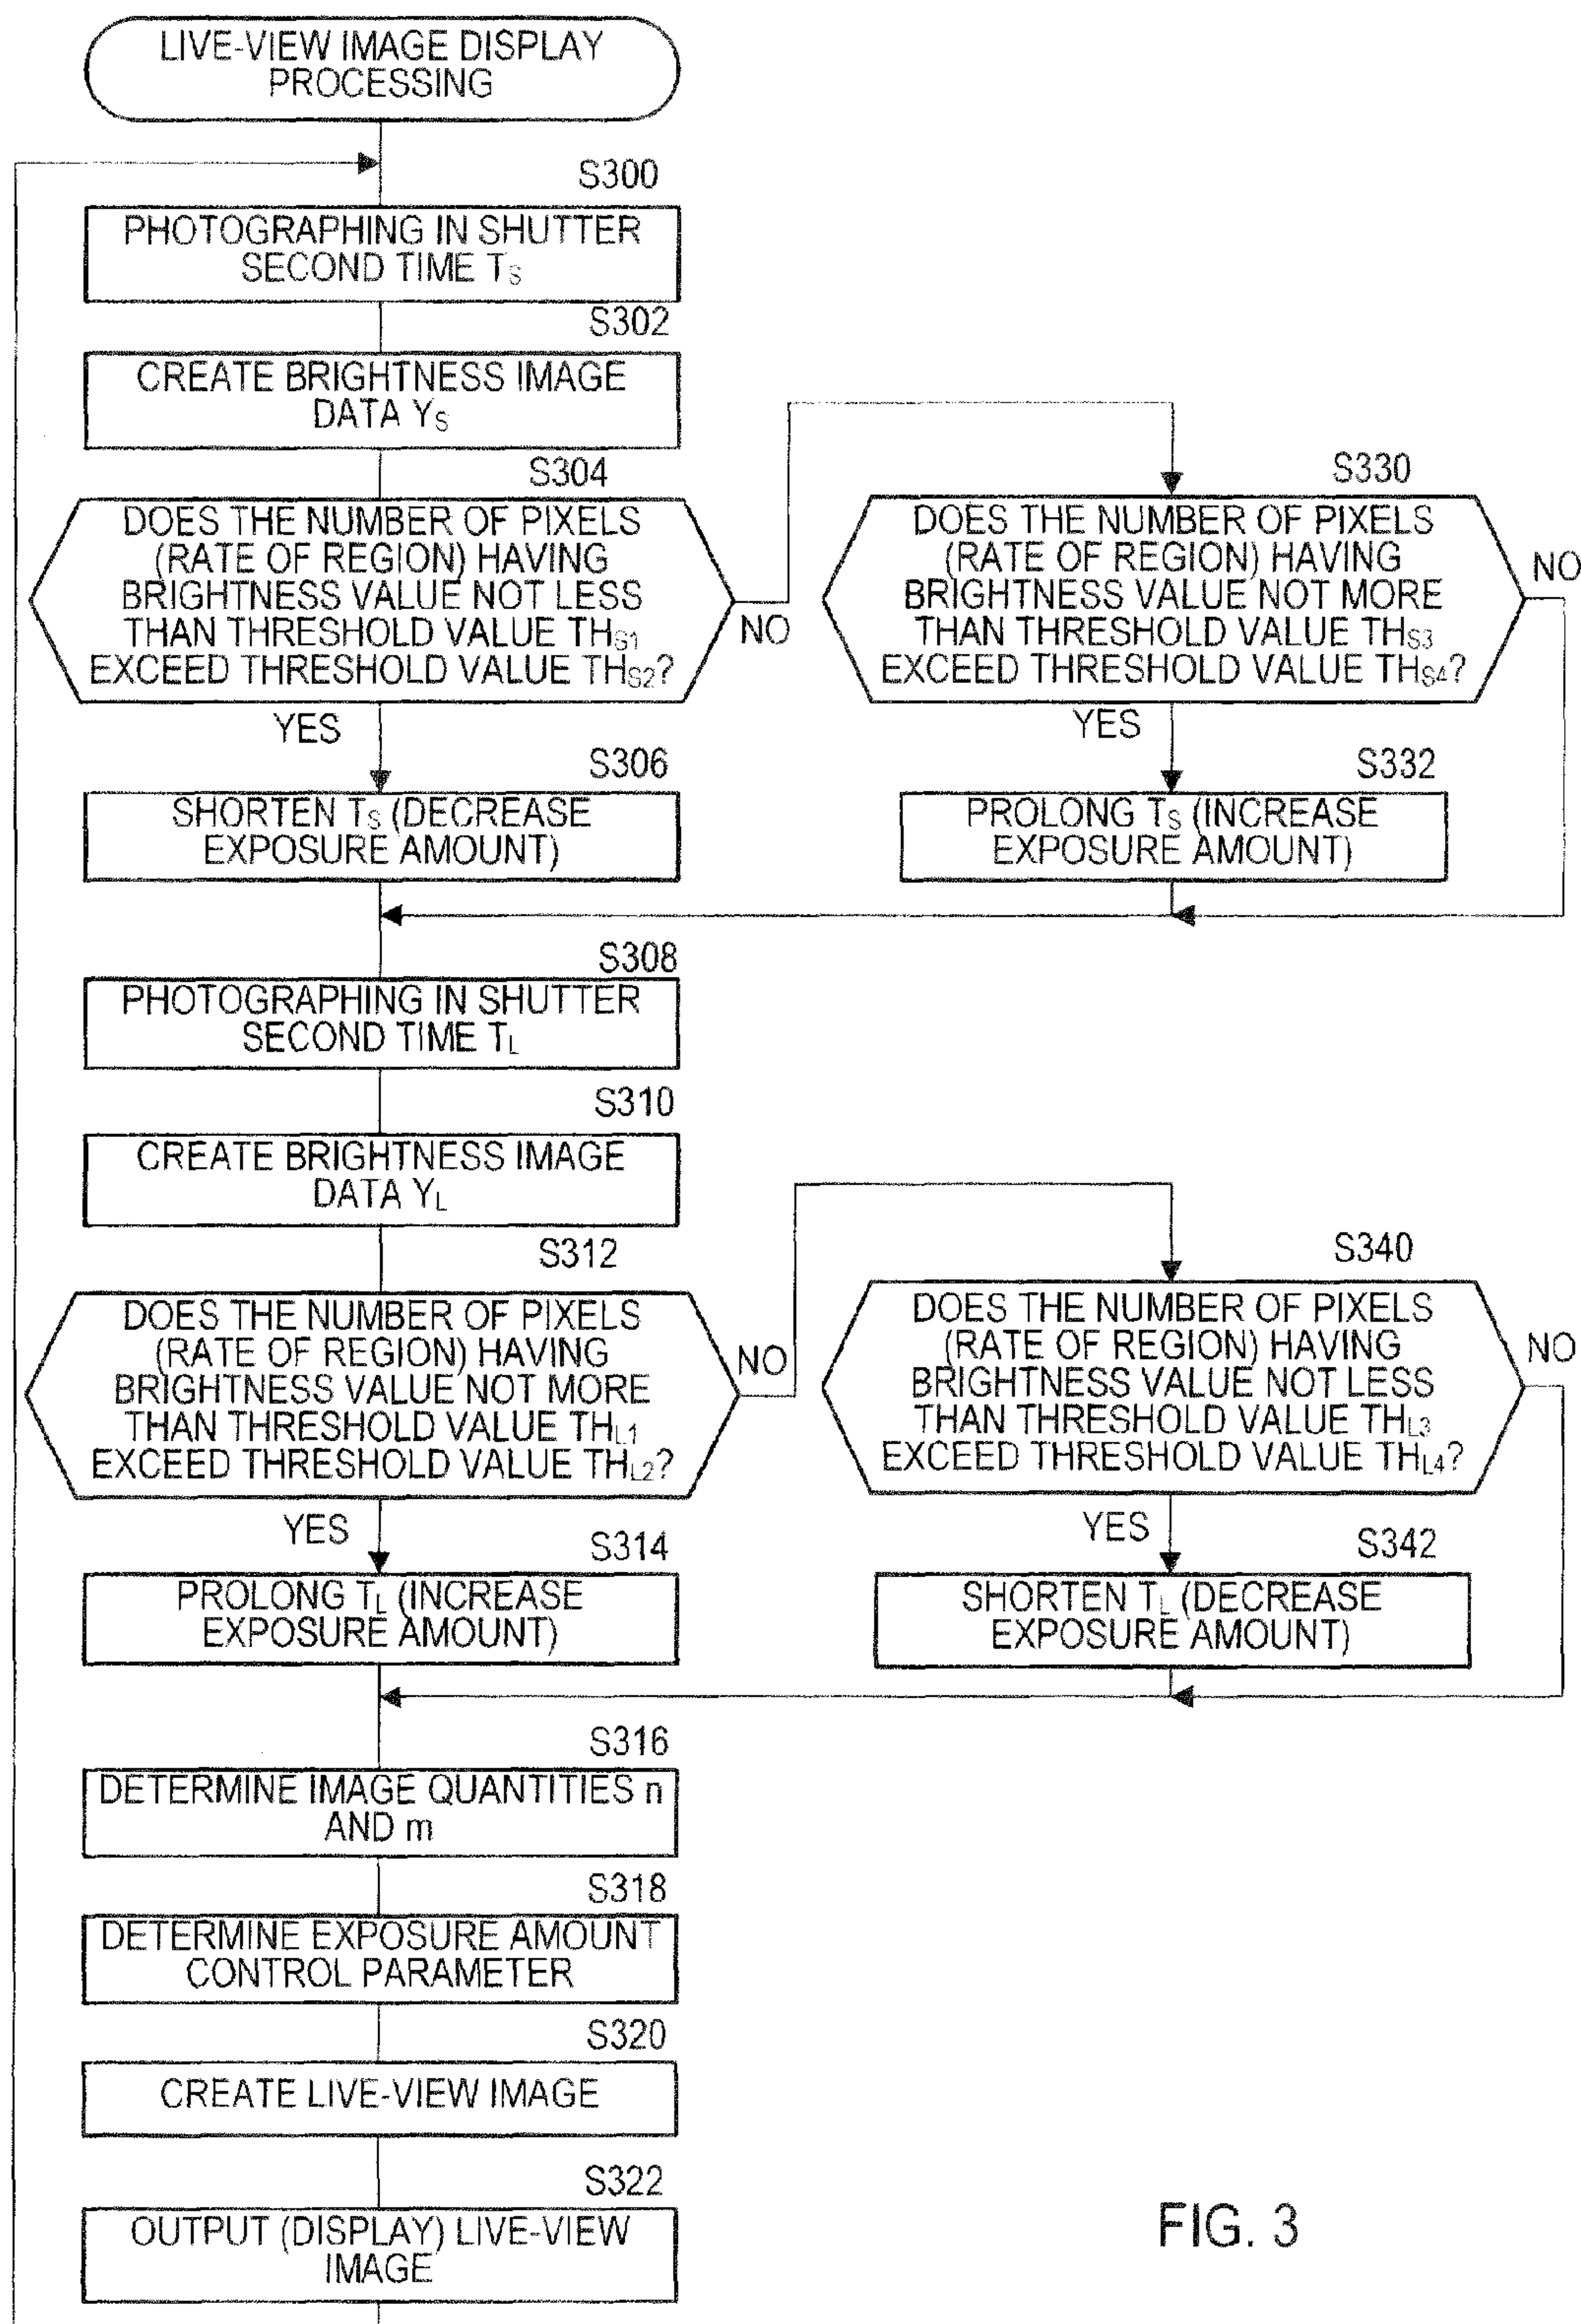 LIVE-VIEW IMAGE DISPLAY
PROCESSING
S300
PHOTOGRAPHING IN SHUTTER
SECOND TIME TS
S302
CREATE BRIGHTNESS IMAGE
DATA YS
S304
DOES THE NUMBER OF PIXELS
(RATE OF REGION) HAVING
BRIGHTNESS VALUE NOT LESS
THAN THRESHOLD VALUE THS1
EXCEED THRESHOLD VALUE THS2?
NO
YES
S330
DOES THE NUMBER OF PIXELS
(RATE OF REGION) HAVING
BRIGHTNESS VALUE NOT MORE
THAN THRESHOLD VALUE THS3
EXCEED THRESHOLD VALUE THS4?
NO
YES
S306
SHORTEN TS (DECREASE
EXPOSURE AMOUNT)
S332
PROLONG TS (INCREASE
EXPOSURE AMOUNT)
S308
PHOTOGRAPHING IN SHUTTER
SECOND TIME TL
S310
CREATE BRIGHTNESS IMAGE
DATA YL
S312
DOES THE NUMBER OF PIXELS
(RATE OF REGION) HAVING
BRIGHTNESS VALUE NOT MORE
THAN THRESHOLD VALUE THL1
EXCEED THRESHOLD VALUE THL2?
NO
YES
S340
DOES THE NUMBER OF PIXELS
(RATE OF REGION) HAVING
BRIGHTNESS VALUE NOT LESS
THAN THRESHOLD VALUE THL3
EXCEED THRESHOLD VALUE THL4?
NO
YES
S314
PROLONG TL (INCREASE
EXPOSURE AMOUNT)
S342
SHORTEN TL (DECREASE
EXPOSURE AMOUNT)
S316
DETERMINE IMAGE QUANTITIES n
AND m
S318
DETERMINE EXPOSURE AMOUNT
CONTROL PARAMETER
S320
CREATE LIVE-VIEW IMAGE
S322
OUTPUT (DISPLAY) LIVE-VIEW
IMAGE
FIG. 3